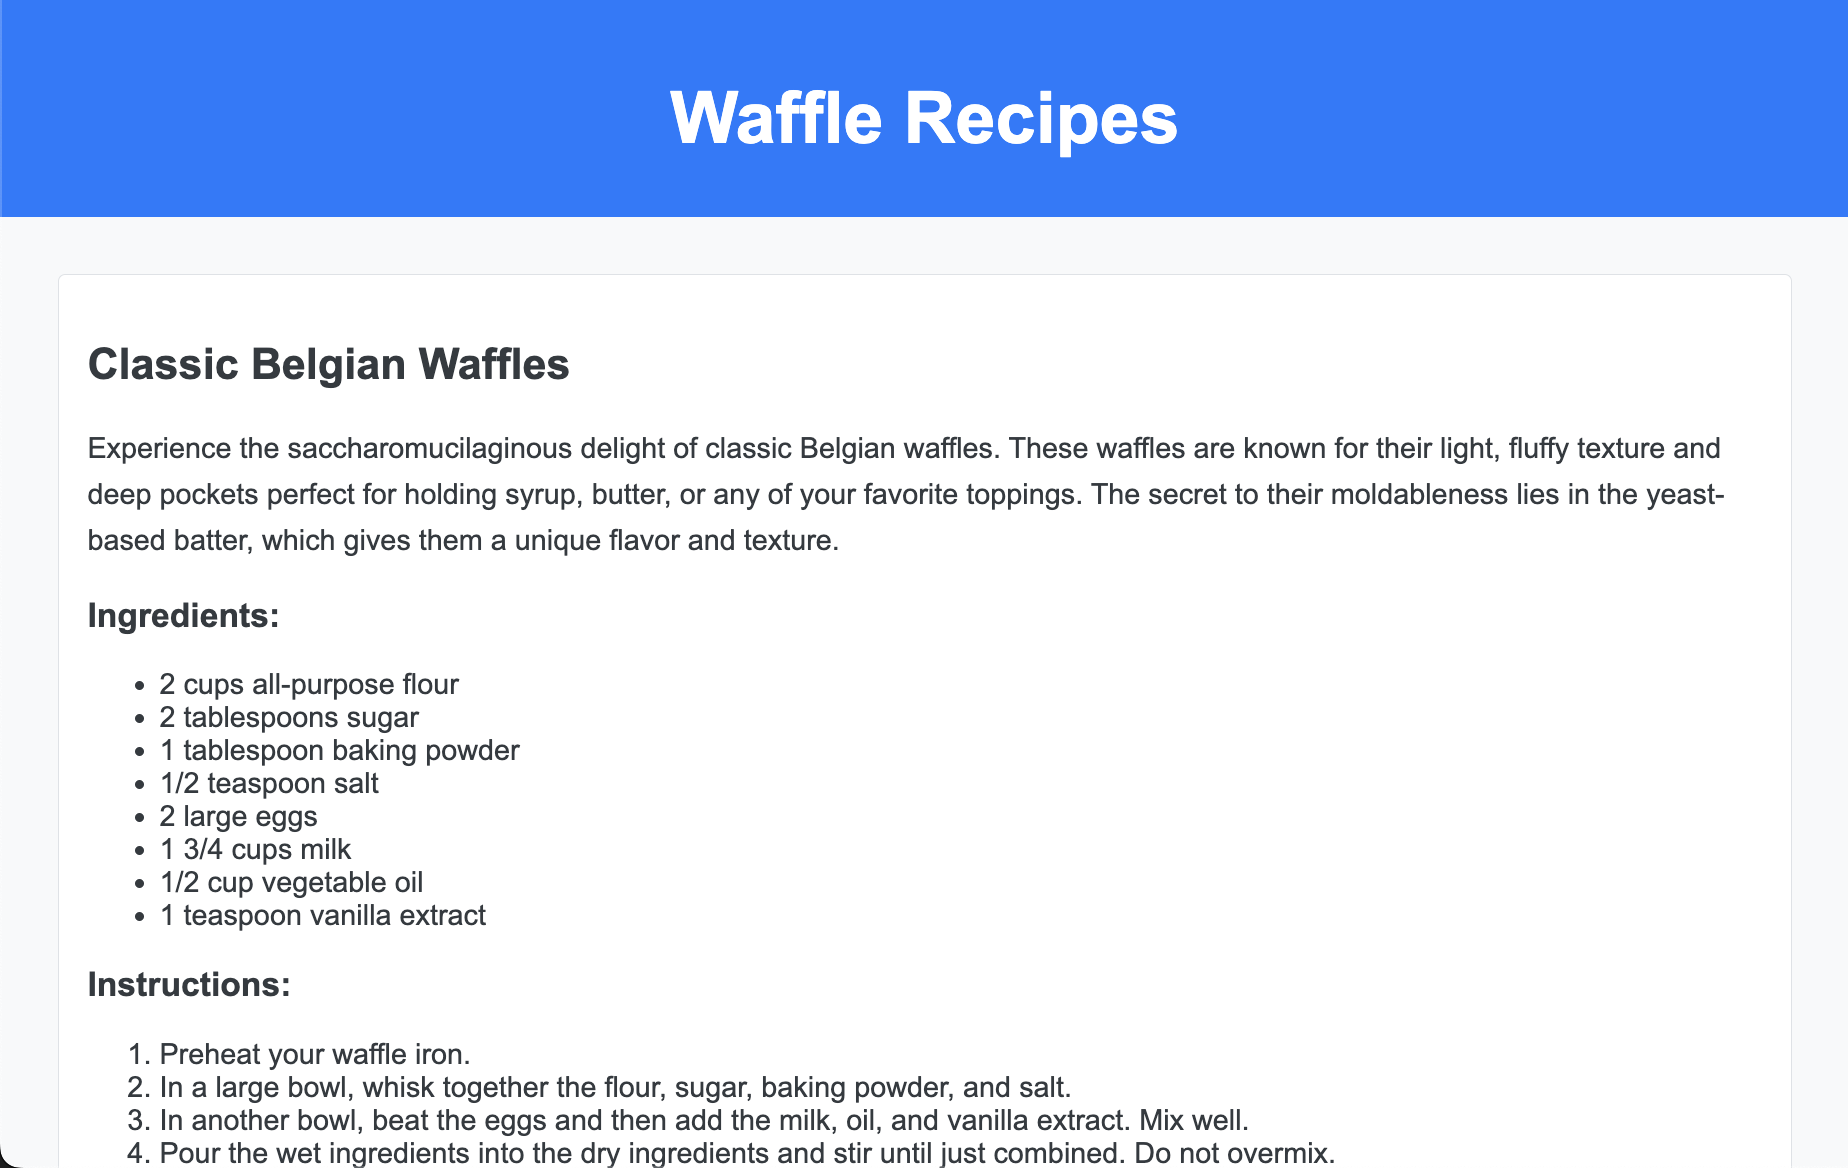 Waffle Recipes
Classic Belgian Waffles
Experience the saccharomucilaginous delight of classic Belgian waffles. These waffles are known for their light, fluffy texture and
deep pockets perfect for holding syrup, butter, or any of your favorite toppings. The secret to their moldableness lies in the yeast-
based batter, which gives them a unique flavor and texture.
Ingredients:
• 2 cups all-purpose flour
• 2 tablespoons sugar
• 1 tablespoon baking powder
• 1/2 teaspoon salt
• 2 large eggs
• 1 3/4 cups milk
• 1/2 cup vegetable oil
• 1 teaspoon vanilla extract
Instructions:
1. Preheat your waffle iron.
2. In a large bowl, whisk together the flour, sugar, baking powder, and salt.
3. In another bowl, beat the eggs and then add the milk, oil, and vanilla extract. Mix well.
4. Pour the wet ingredients into the dry ingredients and stir until just combined. Do not overmix.